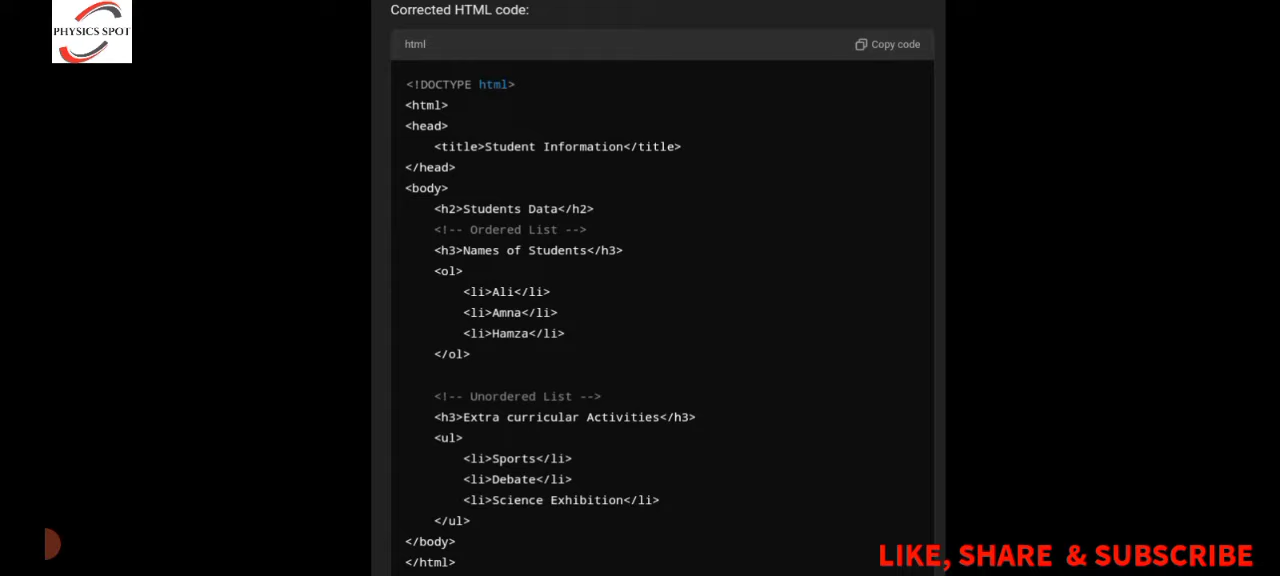 PHYSICS SPOT
Corrected HTML code:
html
Copy code
<!DOCTYPE html>
<html>
<head>
    <title>Student Information</title>
</head>
<body>
    <h2>Students Data</h2>
    <!-- Ordered List -->
    <h3>Names of Students</h3>
    <ol>
        <li>Ali</li>
        <li>Amna</li>
        <li>Hamza</li>
    </ol>

    <!-- Unordered List -->
    <h3>Extra curricular Activities</h3>
    <ul>
        <li>Sports</li>
        <li>Debate</li>
        <li>Science Exhibition</li>
    </ul>
</body>
</html>
LIKE, SHARE & SUBSCRIBE